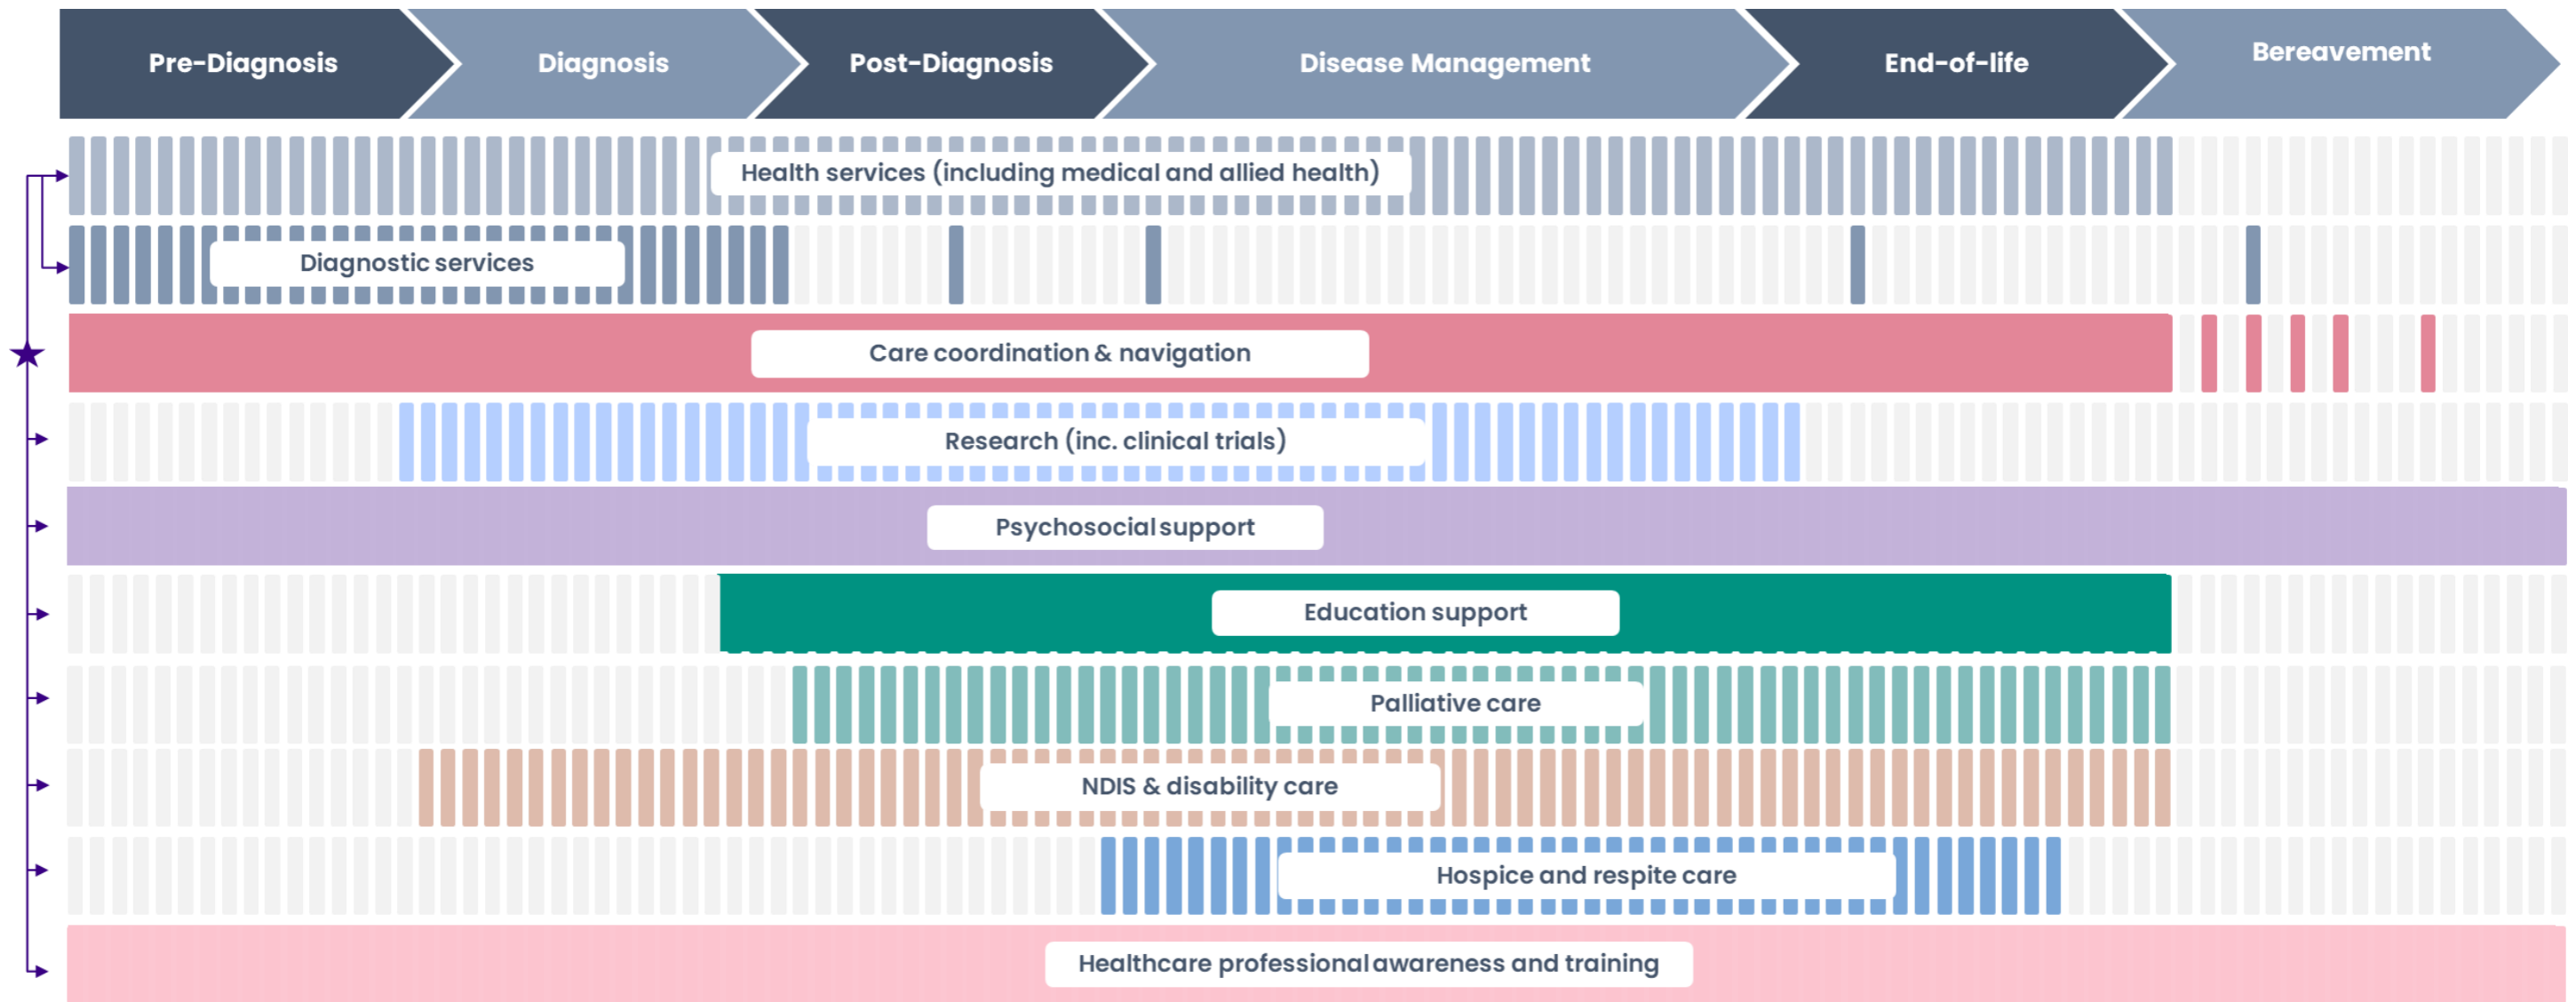 Pre-Diagnosis
Diagnosis
Post-Diagnosis
Disease Management
End-of-life
Bereavement
Health services (including medical and allied health)
Diagnostic services
Care coordination & navigation
Research (inc. clinical trials)
Psychosocial support
Education support
Palliative care
NDIS & disability care
Hospice and respite care
Healthcare professional awareness and training